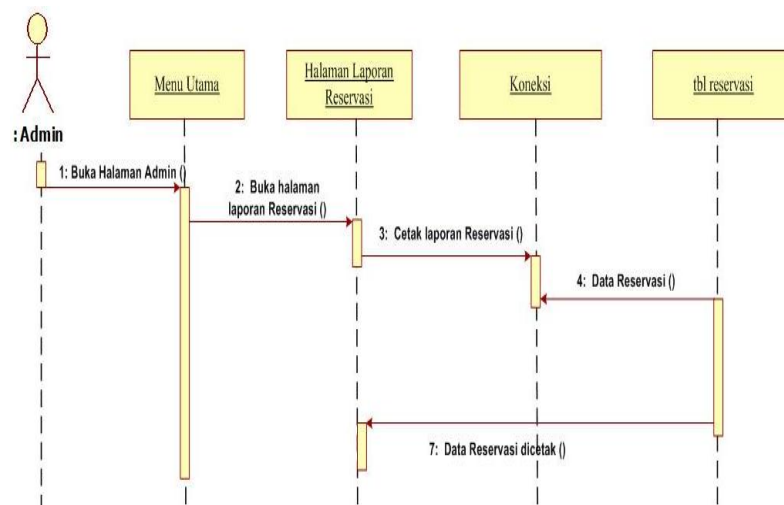 Menu Utama
Halaman Laporan
Reservasi
Koneksi
tbl reservasi
: Admin
1: Buka Halaman Admin ()
2: Buka halaman
laporan Reservasi ()
3: Cetak laporan Reservasi ()
4: Data Reservasi ()
7: Data Reservasi dicetak ()